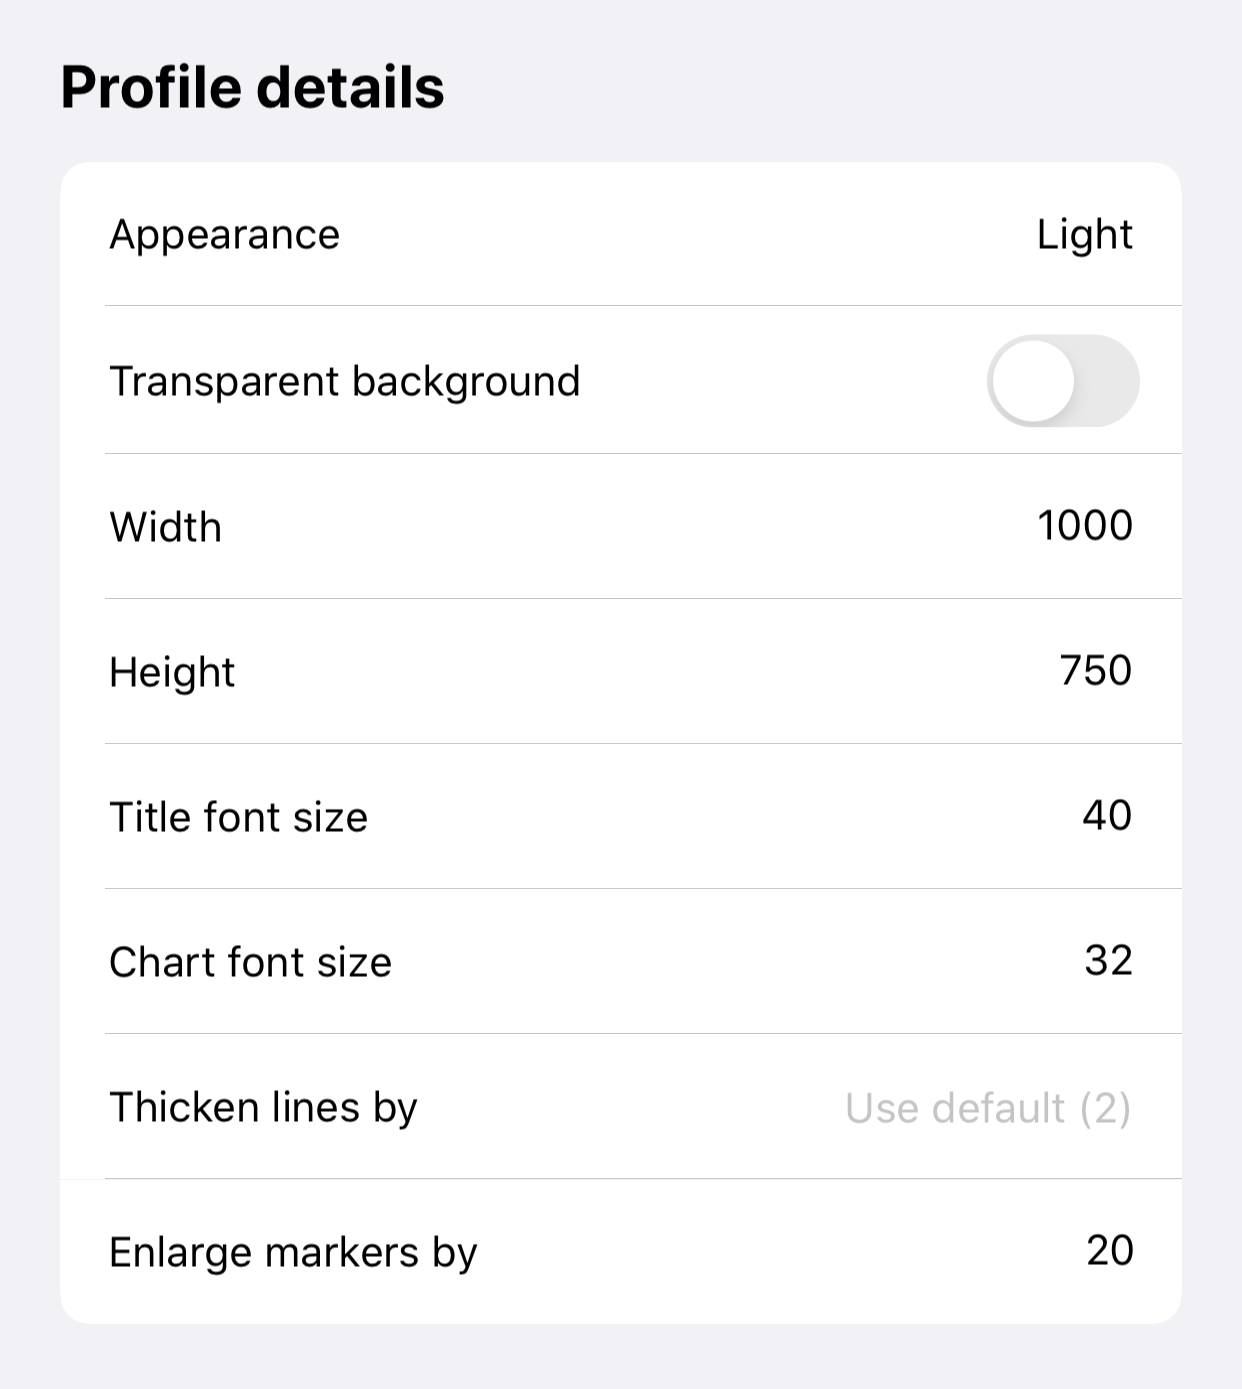 Profile details
Appearance Light
Transparent background
Width 1000
Height 750
Title font size 40
Chart font size 32
Thicken lines by Use default (2)
Enlarge markers by 20